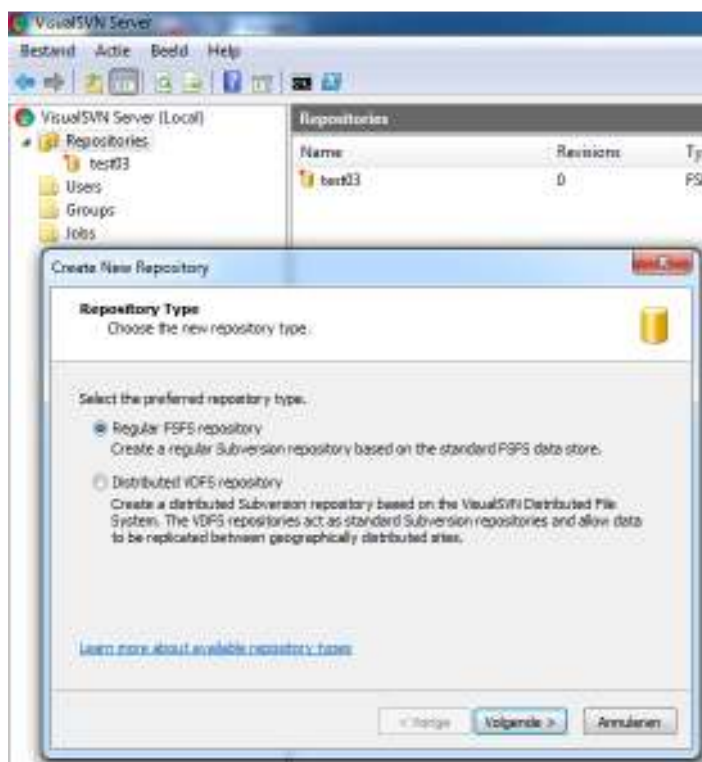 VisualSVN Server
Bestand Actie Beeld Help
VisualSVN Server (Local)
Repositories
test03
Users
Groups
Jobs
Repositories
Name Revisions Ty
test03 0 FS
Create New Repository
Repository Type
Choose the new repository type.
Select the preferred repository type.
Regular FSFS repository
Create a regular Subversion repository based on the standard FSFS data store.
Distributed VDFS repository
Create a distributed Subversion repository based on the VisualSVN Distributed File
System. The VDFS repositories act as standard Subversion repositories and allow data
to be replicated between geographically distributed sites.
Learn more about available repository types
< Vorige Volgende > Annuleren